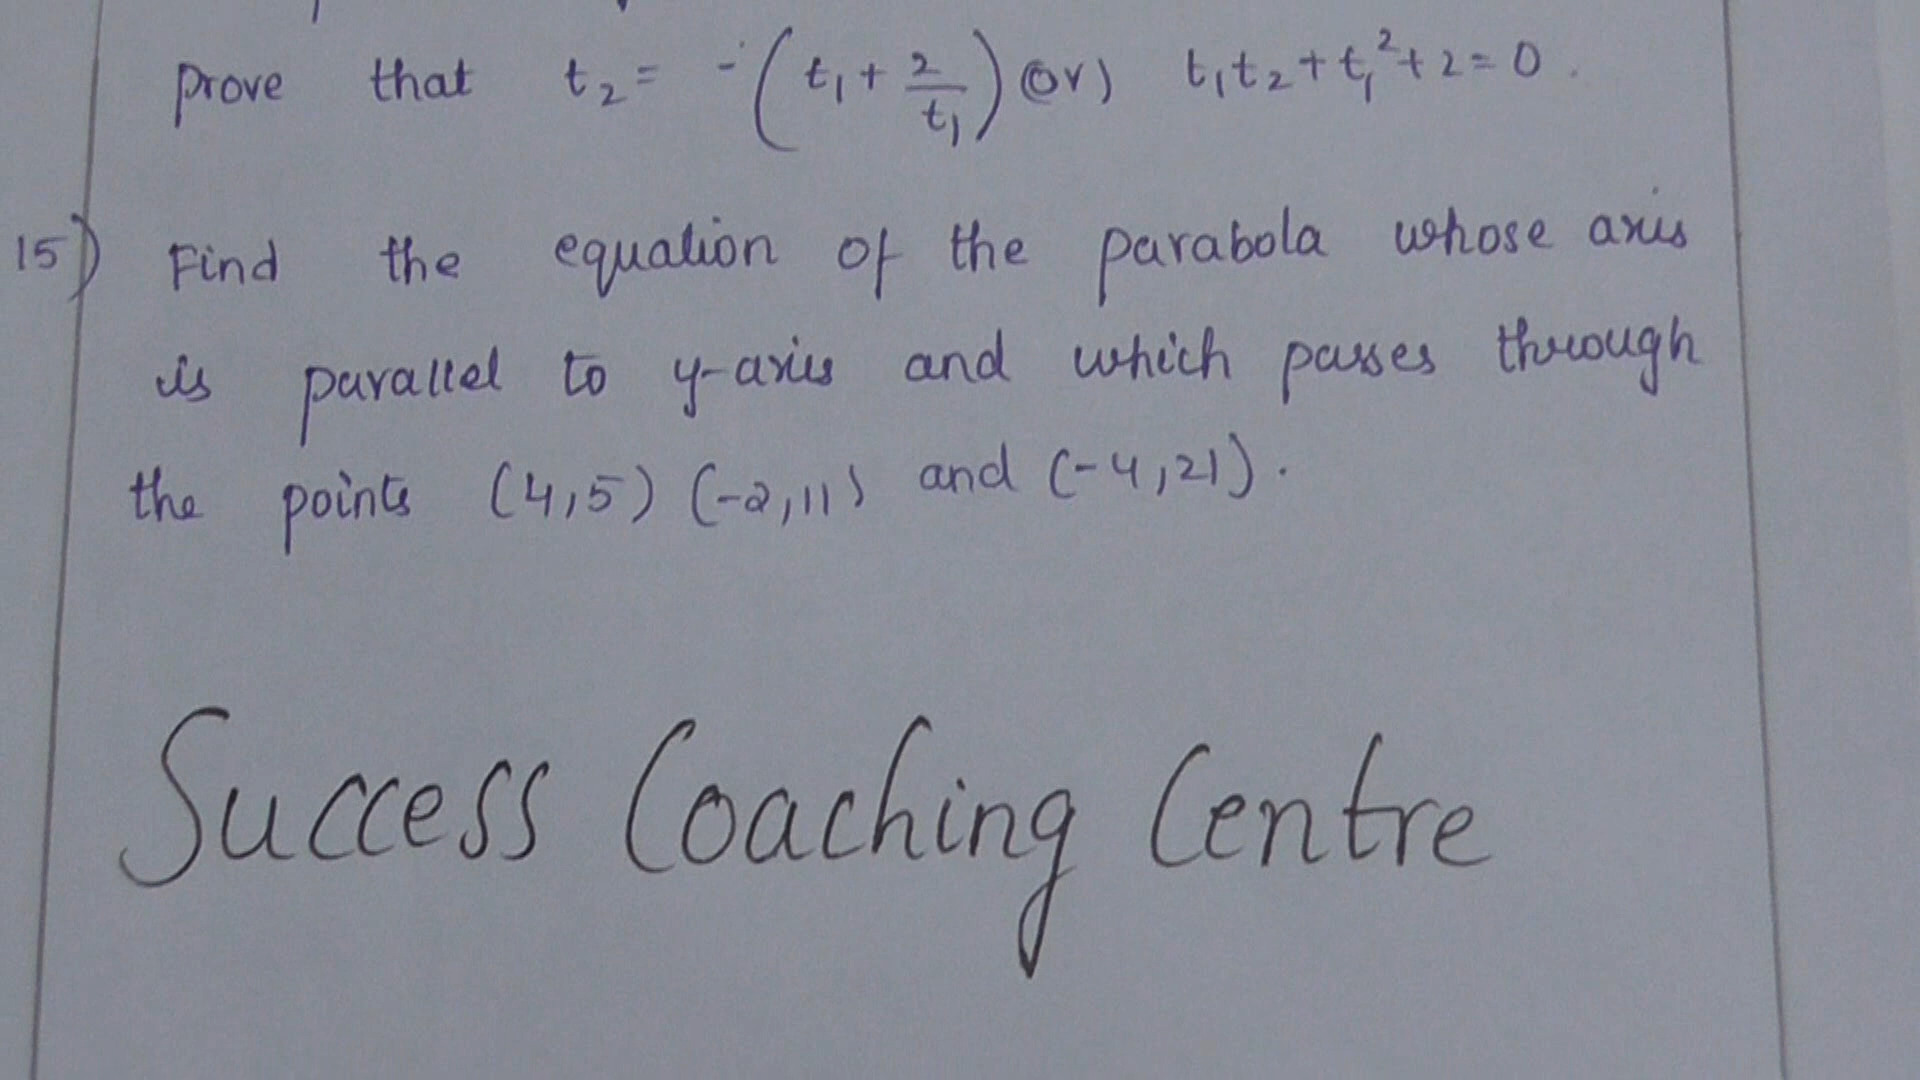 prove that t₂ = -(t₁ + 2/t₁) (or) t₁t₂ + t₁² + 2 = 0.
15) Find the equation of the parabola whose axis
is parallel to y-axis and which passes through
the points (4,5) (-2,11) and (-4,21).
Success Coaching Centre